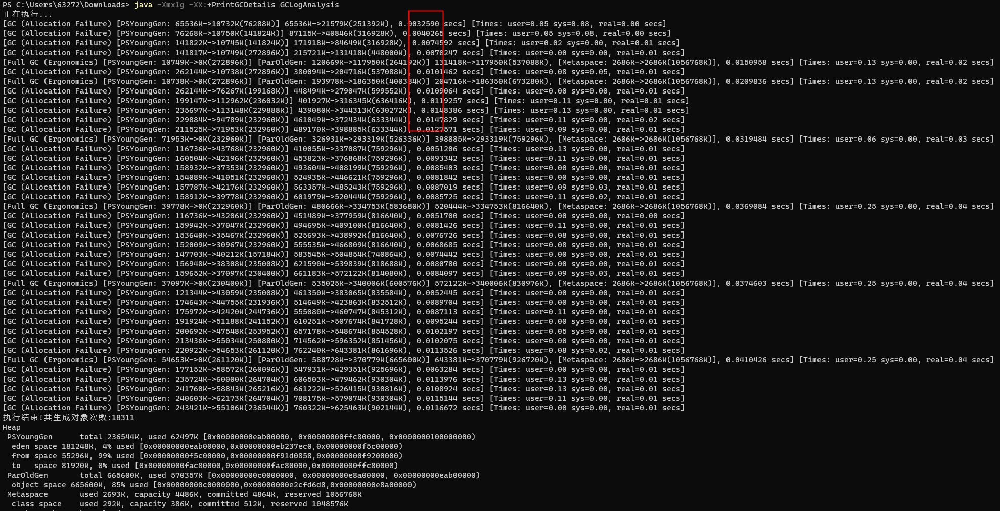 PS C:\Users\63272\Downloads> java -Xmx1g -XX:+PrintGCDetails GCLogAnalysis
正在执行...
[GC (Allocation Failure) [PSYoungGen: 65536K->10732K(76288K)] 65536K->21579K(251392K), 0.0032590 secs] [Times: user=0.05 sys=0.08, real=0.00 secs]
[GC (Allocation Failure) [PSYoungGen: 76268K->10750K(141824K)] 87115K->40846K(316928K), 0.0040265 secs] [Times: user=0.05 sys=0.08, real=0.00 secs]
[GC (Allocation Failure) [PSYoungGen: 141822K->10745K(141824K)] 171918K->84649K(316928K), 0.0074592 secs] [Times: user=0.02 sys=0.00, real=0.01 secs]
[GC (Allocation Failure) [PSYoungGen: 141817K->10749K(272896K)] 215721K->131418K(448000K), 0.0070247 secs] [Times: user=0.00 sys=0.00, real=0.01 secs]
[Full GC (Ergonomics) [PSYoungGen: 10749K->0K(272896K)] [ParOldGen: 120669K->117950K(264192K)] 131418K->117950K(537088K), [Metaspace: 2686K->2686K(1056768K)], 0.0150958 secs] [Times: user=0.13 sys=0.00, real=0.02 secs]
[GC (Allocation Failure) [PSYoungGen: 262144K->10738K(272896K)] 380094K->204716K(537088K), 0.0101462 secs] [Times: user=0.08 sys=0.05, real=0.01 secs]
[Full GC (Ergonomics) [PSYoungGen: 10738K->0K(272896K)] [ParOldGen: 193978K->186350K(400384K)] 204716K->186350K(673280K), [Metaspace: 2686K->2686K(1056768K)], 0.0209836 secs] [Times: user=0.13 sys=0.00, real=0.02 secs]
[GC (Allocation Failure) [PSYoungGen: 262144K->76267K(199168K)] 448494K->279047K(599552K), 0.0109064 secs] [Times: user=0.00 sys=0.00, real=0.01 secs]
[GC (Allocation Failure) [PSYoungGen: 199147K->112962K(236032K)] 401927K->316345K(636416K), 0.0119257 secs] [Times: user=0.11 sys=0.00, real=0.01 secs]
[GC (Allocation Failure) [PSYoungGen: 235697K->113148K(229888K)] 439080K->344313K(630272K), 0.0148386 secs] [Times: user=0.13 sys=0.00, real=0.01 secs]
[GC (Allocation Failure) [PSYoungGen: 229884K->94789K(232960K)] 461049K->372434K(633344K), 0.0147829 secs] [Times: user=0.11 sys=0.00, real=0.02 secs]
[GC (Allocation Failure) [PSYoungGen: 211525K->71953K(232960K)] 489170K->398885K(633344K), 0.0127571 secs] [Times: user=0.09 sys=0.00, real=0.01 secs]
[Full GC (Ergonomics) [PSYoungGen: 71953K->0K(232960K)] [ParOldGen: 326931K->293319K(526336K)] 398885K->293319K(759296K), [Metaspace: 2686K->2686K(1056768K)], 0.0319484 secs] [Times: user=0.06 sys=0.00, real=0.03 secs]
[GC (Allocation Failure) [PSYoungGen: 116736K->43768K(232960K)] 410055K->337087K(759296K), 0.0051206 secs] [Times: user=0.13 sys=0.00, real=0.01 secs]
[GC (Allocation Failure) [PSYoungGen: 160504K->42196K(232960K)] 453823K->376868K(759296K), 0.0093342 secs] [Times: user=0.11 sys=0.00, real=0.01 secs]
[GC (Allocation Failure) [PSYoungGen: 158932K->37353K(232960K)] 493604K->408199K(759296K), 0.0085403 secs] [Times: user=0.00 sys=0.00, real=0.01 secs]
[GC (Allocation Failure) [PSYoungGen: 154089K->41051K(232960K)] 524935K->446621K(759296K), 0.0081842 secs] [Times: user=0.00 sys=0.00, real=0.01 secs]
[GC (Allocation Failure) [PSYoungGen: 157787K->42176K(232960K)] 563357K->485243K(759296K), 0.0087019 secs] [Times: user=0.09 sys=0.03, real=0.01 secs]
[GC (Allocation Failure) [PSYoungGen: 158912K->39778K(232960K)] 601979K->520444K(759296K), 0.0085725 secs] [Times: user=0.11 sys=0.02, real=0.01 secs]
[Full GC (Ergonomics) [PSYoungGen: 39778K->0K(232960K)] [ParOldGen: 480666K->334753K(583680K)] 520444K->334753K(816640K), [Metaspace: 2686K->2686K(1056768K)], 0.0369084 secs] [Times: user=0.25 sys=0.00, real=0.04 secs]
[GC (Allocation Failure) [PSYoungGen: 116736K->43206K(232960K)] 451489K->377959K(816640K), 0.0051700 secs] [Times: user=0.00 sys=0.00, real=0.00 secs]
[GC (Allocation Failure) [PSYoungGen: 159942K->37047K(232960K)] 494695K->409100K(816640K), 0.0081426 secs] [Times: user=0.11 sys=0.00, real=0.01 secs]
[GC (Allocation Failure) [PSYoungGen: 153640K->35467K(232960K)] 525693K->438992K(816640K), 0.0076726 secs] [Times: user=0.08 sys=0.00, real=0.01 secs]
[GC (Allocation Failure) [PSYoungGen: 152009K->30967K(232960K)] 555535K->466809K(816640K), 0.0068685 secs] [Times: user=0.08 sys=0.00, real=0.01 secs]
[GC (Allocation Failure) [PSYoungGen: 147703K->40212K(157184K)] 583545K->504854K(740864K), 0.0074442 secs] [Times: user=0.00 sys=0.00, real=0.01 secs]
[GC (Allocation Failure) [PSYoungGen: 156948K->38308K(235008K)] 621590K->539839K(818688K), 0.0080780 secs] [Times: user=0.00 sys=0.00, real=0.01 secs]
[GC (Allocation Failure) [PSYoungGen: 159652K->37097K(230400K)] 661183K->572122K(814080K), 0.0084097 secs] [Times: user=0.09 sys=0.03, real=0.01 secs]
[Full GC (Ergonomics) [PSYoungGen: 37097K->0K(230400K)] [ParOldGen: 535025K->340006K(600576K)] 572122K->340006K(830976K), [Metaspace: 2686K->2686K(1056768K)], 0.0374603 secs] [Times: user=0.25 sys=0.00, real=0.04 secs]
[GC (Allocation Failure) [PSYoungGen: 121344K->43059K(235008K)] 461350K->383065K(835584K), 0.0052445 secs] [Times: user=0.00 sys=0.00, real=0.01 secs]
[GC (Allocation Failure) [PSYoungGen: 174643K->44755K(231936K)] 514649K->423863K(832512K), 0.0089704 secs] [Times: user=0.00 sys=0.00, real=0.01 secs]
[GC (Allocation Failure) [PSYoungGen: 175972K->42420K(244736K)] 555080K->460747K(845312K), 0.0087113 secs] [Times: user=0.11 sys=0.00, real=0.01 secs]
[GC (Allocation Failure) [PSYoungGen: 191924K->51188K(241152K)] 610251K->507674K(841728K), 0.0095244 secs] [Times: user=0.00 sys=0.00, real=0.01 secs]
[GC (Allocation Failure) [PSYoungGen: 200692K->47548K(253952K)] 657178K->548674K(854528K), 0.0102197 secs] [Times: user=0.05 sys=0.00, real=0.01 secs]
[GC (Allocation Failure) [PSYoungGen: 213436K->55034K(250880K)] 714562K->596352K(851456K), 0.0102075 secs] [Times: user=0.00 sys=0.00, real=0.01 secs]
[GC (Allocation Failure) [PSYoungGen: 220922K->54653K(261120K)] 762240K->643381K(861696K), 0.0113526 secs] [Times: user=0.08 sys=0.02, real=0.01 secs]
[Full GC (Ergonomics) [PSYoungGen: 54653K->0K(261120K)] [ParOldGen: 588728K->370779K(665600K)] 643381K->370779K(926720K), [Metaspace: 2686K->2686K(1056768K)], 0.0410426 secs] [Times: user=0.25 sys=0.00, real=0.04 secs]
[GC (Allocation Failure) [PSYoungGen: 177152K->58572K(260096K)] 547931K->429351K(925696K), 0.0063284 secs] [Times: user=0.00 sys=0.00, real=0.01 secs]
[GC (Allocation Failure) [PSYoungGen: 235724K->60000K(264704K)] 606503K->479462K(930304K), 0.0113976 secs] [Times: user=0.13 sys=0.00, real=0.01 secs]
[GC (Allocation Failure) [PSYoungGen: 241760K->58843K(265216K)] 661222K->526415K(930816K), 0.0108924 secs] [Times: user=0.13 sys=0.00, real=0.01 secs]
[GC (Allocation Failure) [PSYoungGen: 240603K->62173K(264704K)] 708175K->579074K(930304K), 0.0115144 secs] [Times: user=0.11 sys=0.00, real=0.01 secs]
[GC (Allocation Failure) [PSYoungGen: 243421K->55106K(236544K)] 760322K->625463K(902144K), 0.0116672 secs] [Times: user=0.00 sys=0.00, real=0.01 secs]
执行结束!共生成对象次数:18311
Heap
PSYoungGen total 236544K, used 62497K [0x00000000eab00000, 0x00000000ffc80000, 0x0000000100000000)
eden space 181248K, 4% used [0x00000000eab00000,0x00000000eb237ec0,0x00000000f5c00000)
from space 55296K, 99% used [0x00000000f5c00000,0x00000000f91d0858,0x00000000f9200000)
to space 81920K, 0% used [0x00000000fac80000,0x00000000fac80000,0x00000000ffc80000)
ParOldGen total 665600K, used 570357K [0x00000000c0000000, 0x00000000e8a00000, 0x00000000eab00000)
object space 665600K, 85% used [0x00000000c0000000,0x00000000e2cfd6d8,0x00000000e8a00000)
Metaspace used 2693K, capacity 4486K, committed 4864K, reserved 1056768K
class space used 292K, capacity 386K, committed 512K, reserved 1048576K